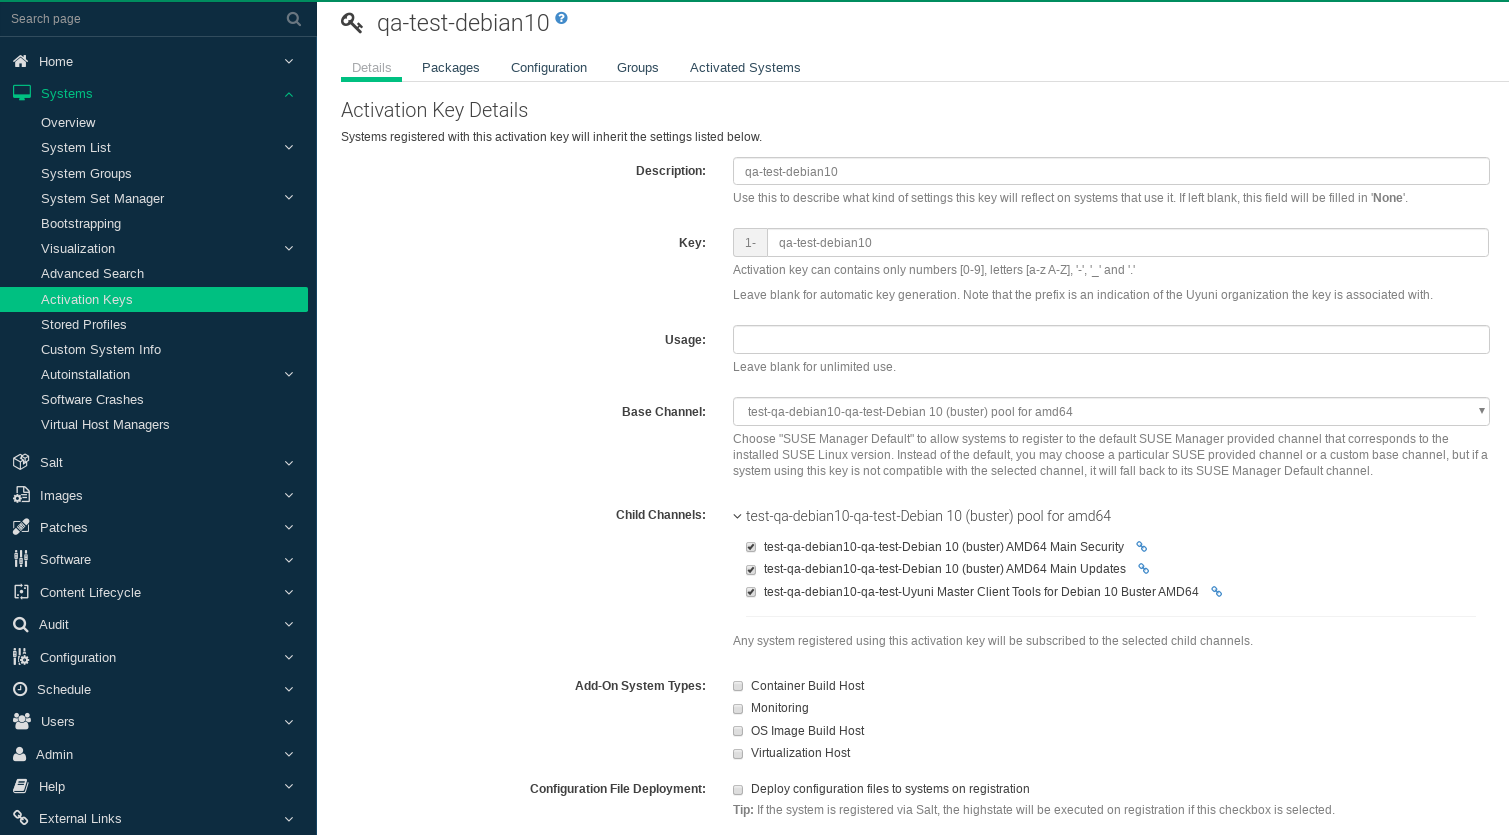 Search page
Home
Systems
Overview
System List
System Groups
System Set Manager
Bootstrapping
Visualization
Advanced Search
Activation Keys
Stored Profiles
Custom System Info
Autoinstallation
Software Crashes
Virtual Host Managers
Salt
Images
Patches
Software
Content Lifecycle
Audit
Configuration
Schedule
Users
Admin
Help
External Links
qa-test-debian10
Details Packages Configuration Groups Activated Systems
Activation Key Details
Systems registered with this activation key will inherit the settings listed below.
Description: qa-test-debian10
Use this to describe what kind of settings this key will reflect on systems that use it. If left blank, this field will be filled in 'None'.
Key: 1- qa-test-debian10
Activation key can contains only numbers [0-9], letters [a-z A-Z], '-', '_' and '.'
Leave blank for automatic key generation. Note that the prefix is an indication of the Uyuni organization the key is associated with.
Usage:
Leave blank for unlimited use.
Base Channel: test-qa-debian10-qa-test-Debian 10 (buster) pool for amd64
Choose "SUSE Manager Default" to allow systems to register to the default SUSE Manager provided channel that corresponds to the
installed SUSE Linux version. Instead of the default, you may choose a particular SUSE provided channel or a custom base channel, but if a
system using this key is not compatible with the selected channel, it will fall back to its SUSE Manager Default channel.
Child Channels: test-qa-debian10-qa-test-Debian 10 (buster) pool for amd64
test-qa-debian10-qa-test-Debian 10 (buster) AMD64 Main Security
test-qa-debian10-qa-test-Debian 10 (buster) AMD64 Main Updates
test-qa-debian10-qa-test-Uyuni Master Client Tools for Debian 10 Buster AMD64
Any system registered using this activation key will be subscribed to the selected child channels.
Add-On System Types: Container Build Host
Monitoring
OS Image Build Host
Virtualization Host
Configuration File Deployment: Deploy configuration files to systems on registration
Tip: If the system is registered via Salt, the highstate will be executed on registration if this checkbox is selected.